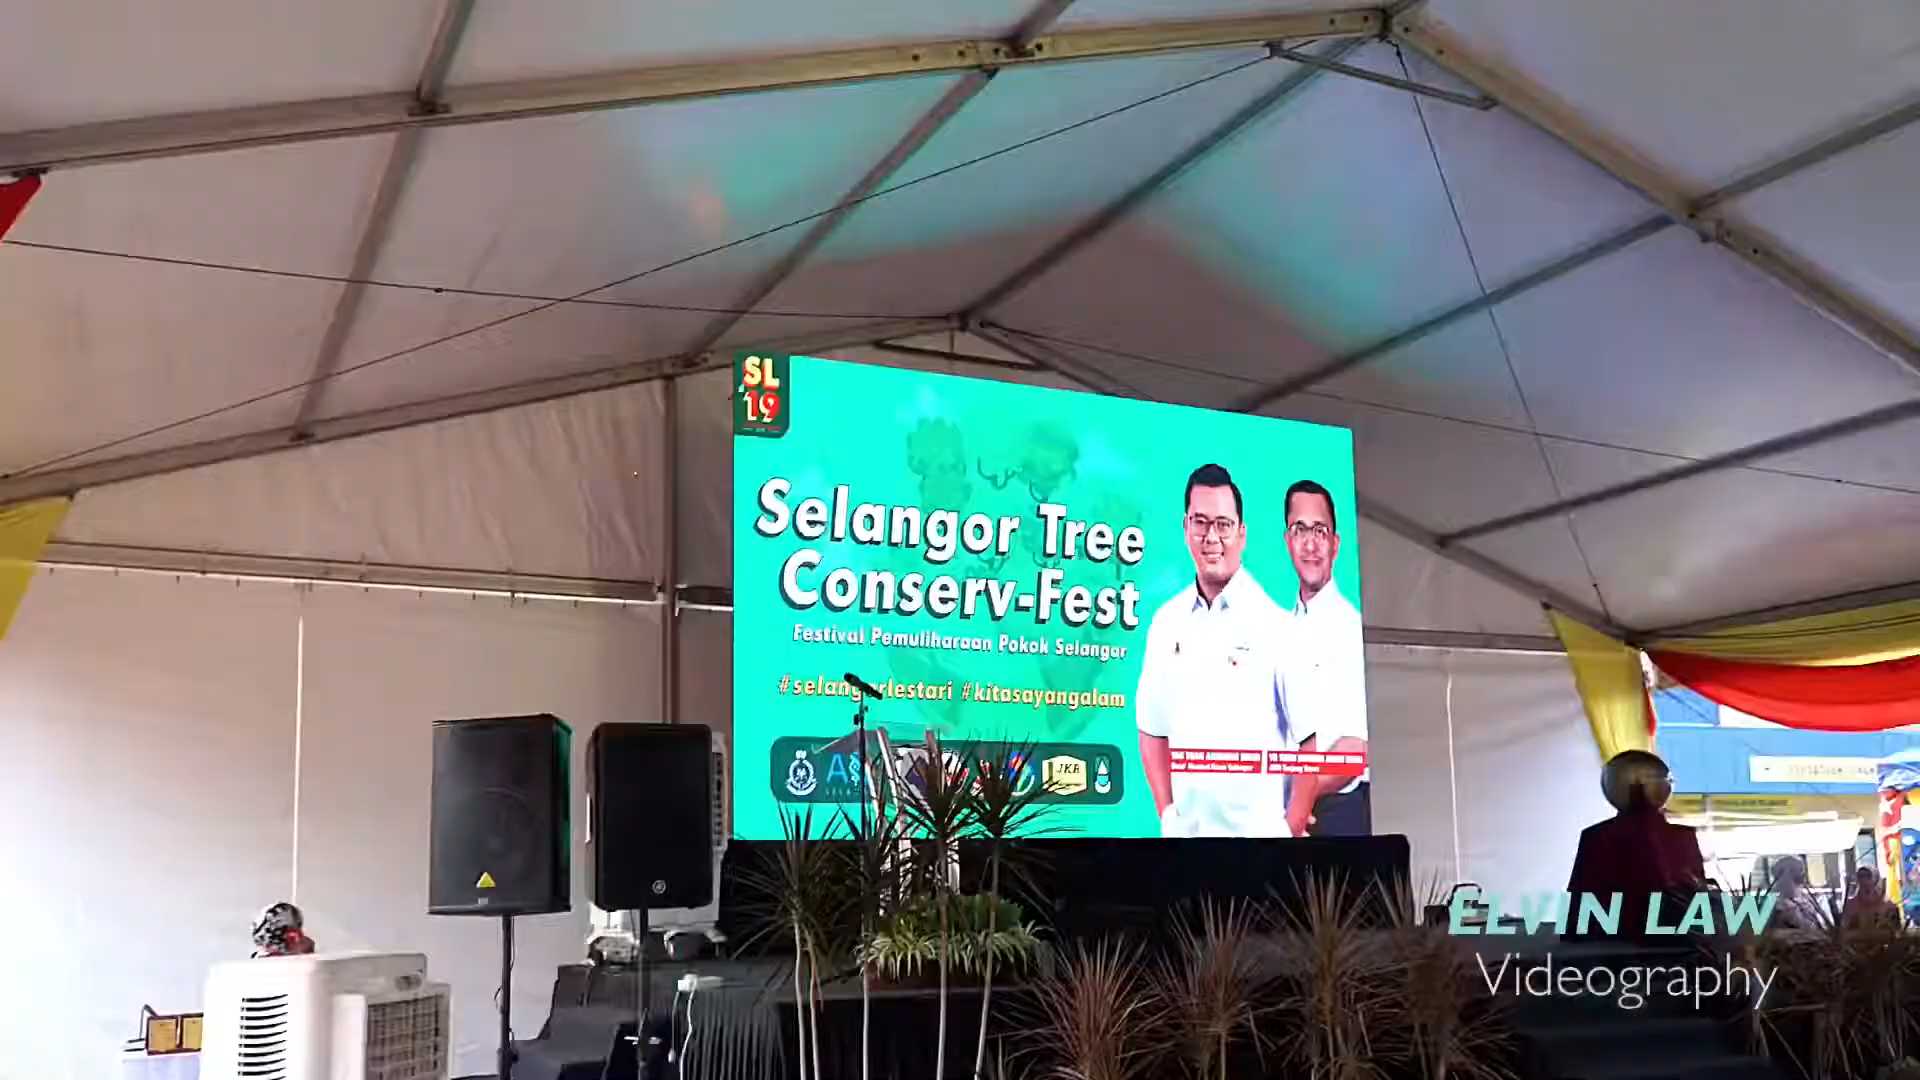 SL
'19
Selangor Tree
Conserv-Fest
Festival Pemuliharaan Pokok Selangor
#selangorlestari #kitasayangalam
JKR
ELVIN LAW
Videography